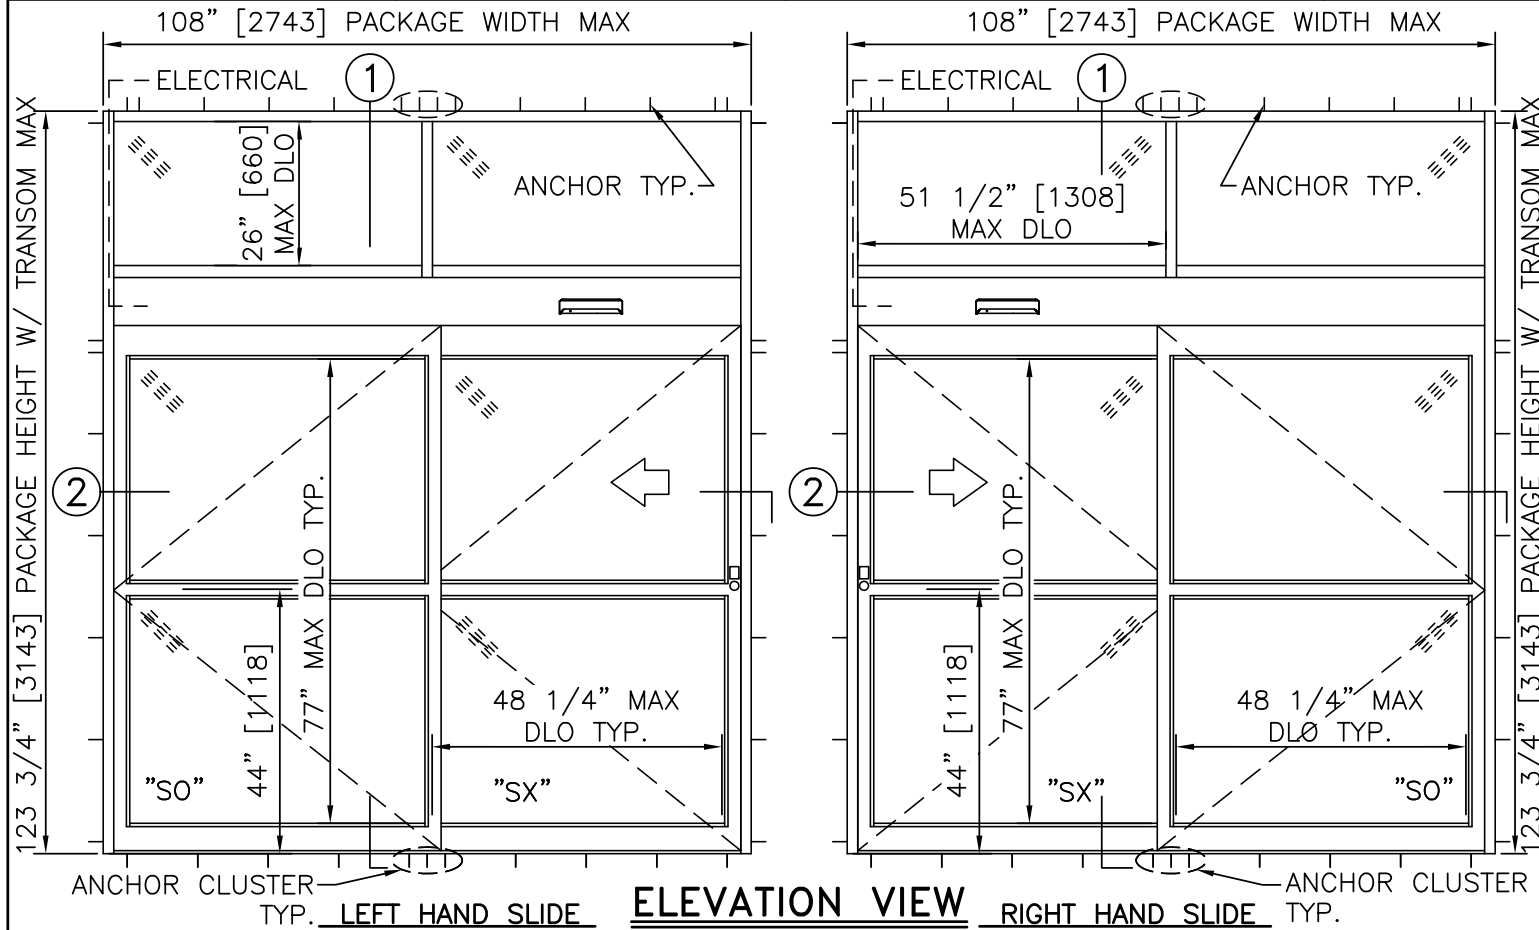 108” [2743] PACKAGE WIDTH MAX
ELECTRICAL
1
26” [660]
MAX DLO
ANCHOR TYP.
123 3/4” [3143] PACKAGE HEIGHT W/ TRANSOM MAX
2
77” MAX DLO TYP.
44” [1118]
48 1/4” MAX
DLO TYP.
”SO”
”SX”
ANCHOR CLUSTER
TYP.
LEFT HAND SLIDE
ELEVATION VIEW
108” [2743] PACKAGE WIDTH MAX
ELECTRICAL
1
51 1/2” [1308]
MAX DLO
ANCHOR TYP.
2
77” MAX DLO TYP.
44” [1118]
48 1/4” MAX
DLO TYP.
”SX”
”SO”
123 3/4” [3143] PACKAGE HEIGHT W/ TRANSOM MAX
ANCHOR CLUSTER
TYP.
RIGHT HAND SLIDE